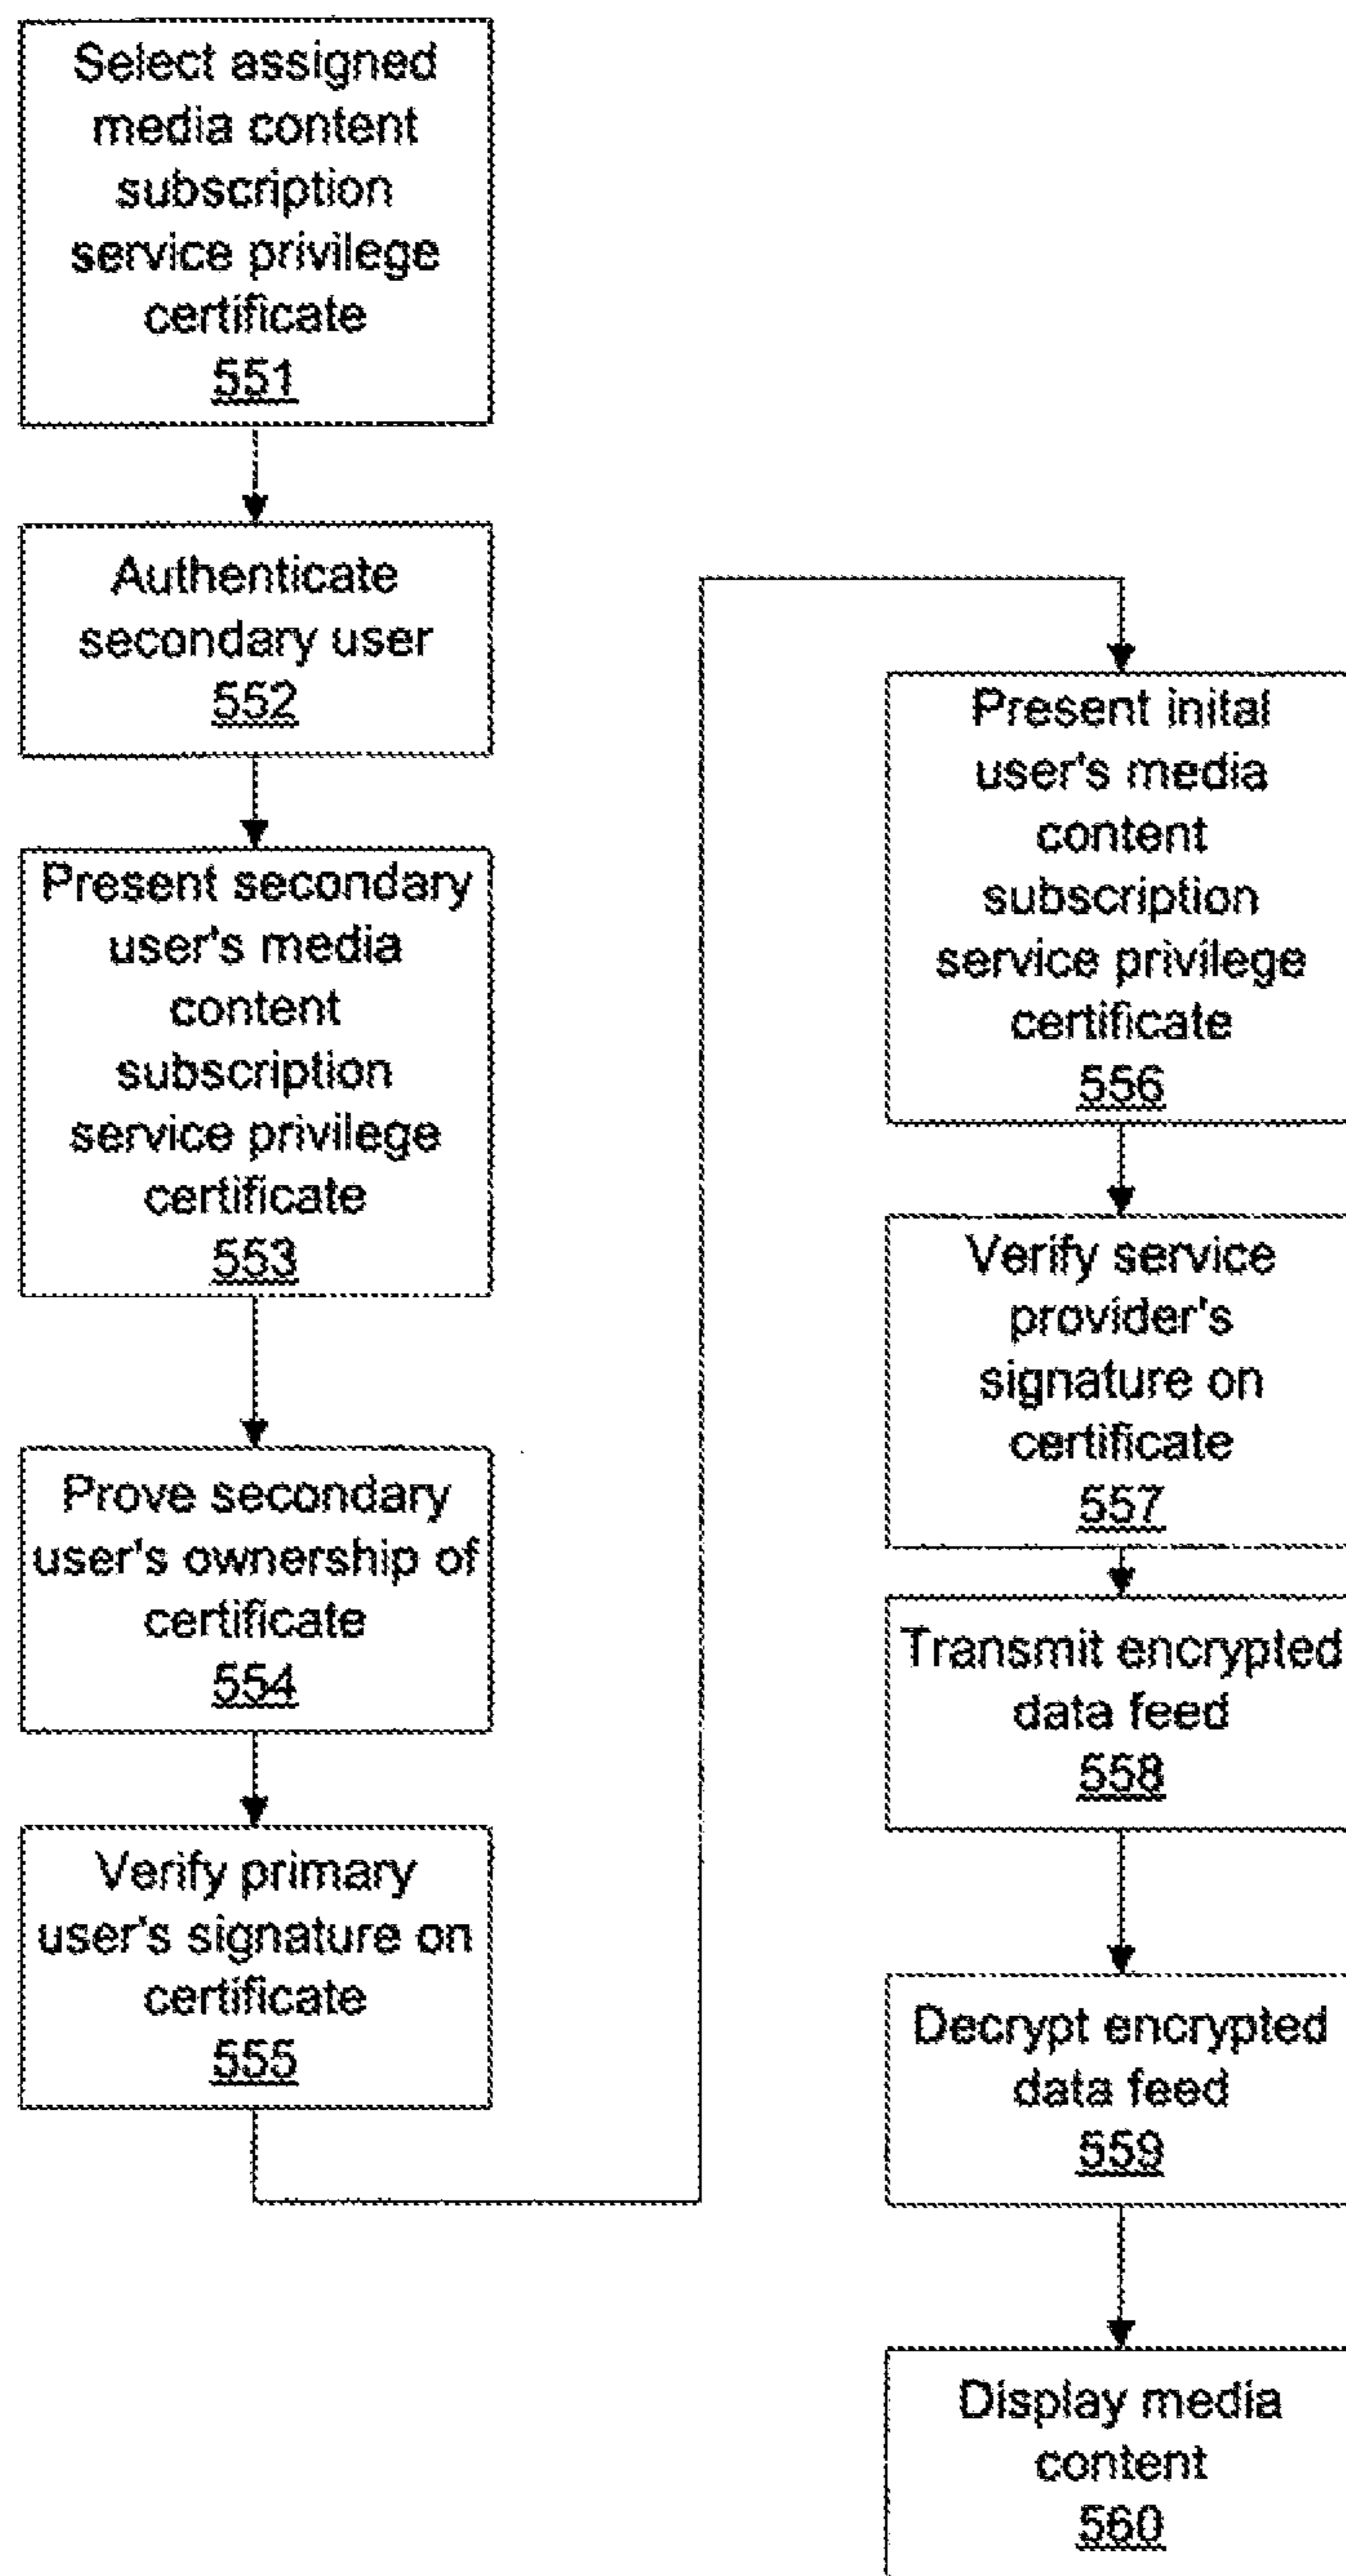 Select assigned
media content
subscription
service privilege
certificate
551
Authenticate
secondary user
552
Present secondary
user's media
content
subscription
service privilege
certificate
553
Prove secondary
user's ownership of
certificate
554
Verify primary
user's signature on
certificate
555
Present inital
user's media
content
subscription
service privilege
certificate
556
Verify service
provider's
signature on
certificate
557
Transmit encrypted
data feed
558
Decrypt encrypted
data feed
559
Display media
content
560